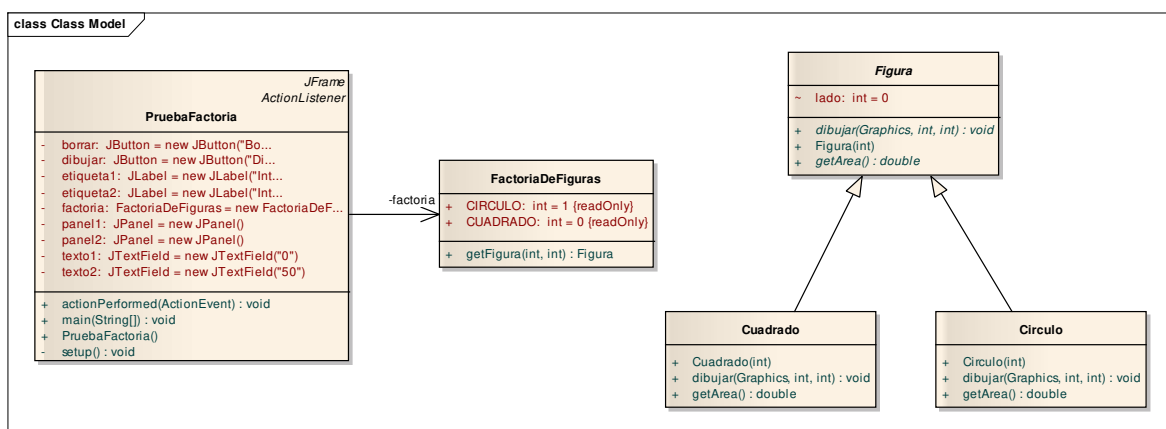 class Class Model
JFrame
ActionListener
PruebaFactoria
- borrar: JButton = new JButton("Bo...
- dibujar: JButton = new JButton("Di...
- etiqueta1: JLabel = new JLabel("Int...
- etiqueta2: JLabel = new JLabel("Int...
- factoria: FactoriaDeFiguras = new FactoriaDeF...
- panel1: JPanel = new JPanel()
- panel2: JPanel = new JPanel()
- texto1: JTextField = new JTextField("0")
- texto2: JTextField = new JTextField("50")
+ actionPerformed(ActionEvent) : void
+ main(String[]) : void
+ PruebaFactoria()
- setup() : void
-factoria
FactoriaDeFiguras
+ CIRCULO: int = 1 {readOnly}
+ CUADRADO: int = 0 {readOnly}
+ getFigura(int, int) : Figura
Figura
~ lado: int = 0
+ dibujar(Graphics, int, int) : void
+ Figura(int)
+ getArea() : double
Cuadrado
+ Cuadrado(int)
+ dibujar(Graphics, int, int) : void
+ getArea() : double
Circulo
+ Circulo(int)
+ dibujar(Graphics, int, int) : void
+ getArea() : double